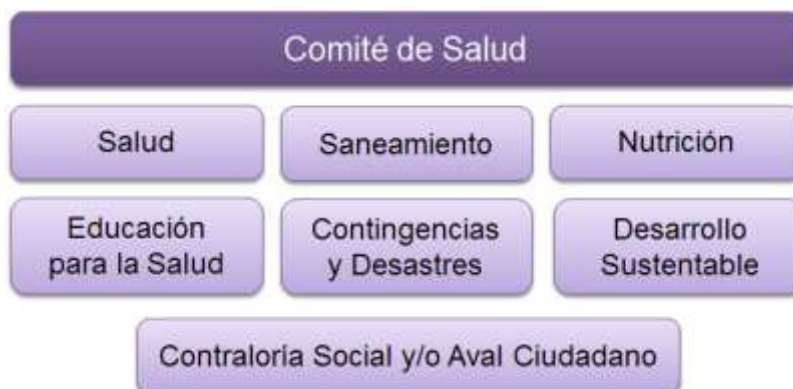 Comité de Salud
Salud
Saneamiento
Nutrición
Educación
para la Salud
Contingencias
y Desastres
Desarrollo
Sustentable
Contraloría Social y/o Aval Ciudadano